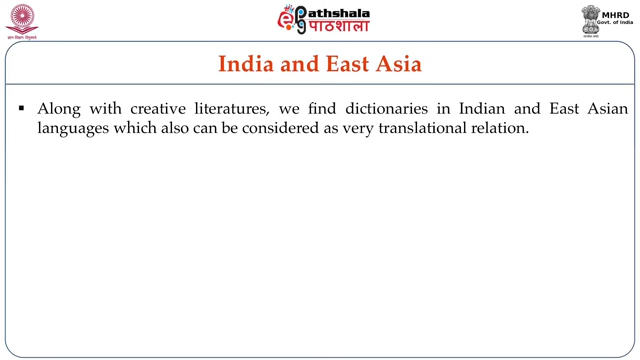 ePathshala
पाठशाला
MHRD
Govt. of India
India and East Asia
▪ Along with creative literatures, we find dictionaries in Indian and East Asian
languages which also can be considered as very translational relation.